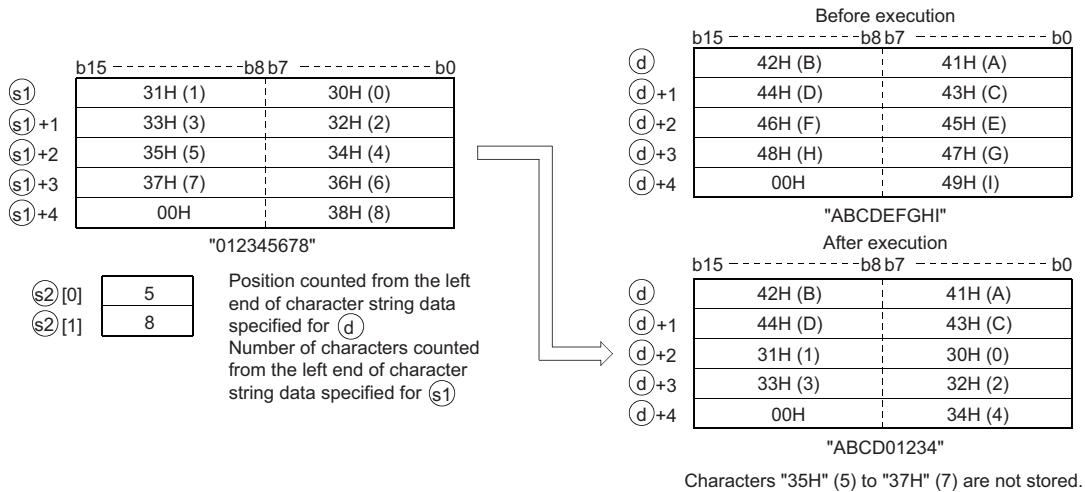 b15 b8 b7 b0
s1 31H (1) 30H (0)
s1 +1 33H (3) 32H (2)
s1 +2 35H (5) 34H (4)
s1 +3 37H (7) 36H (6)
s1 +4 00H 38H (8)
"012345678"
s2 [0] 5
s2 [1] 8
Position counted from the left
end of character string data
specified for d
Number of characters counted
from the left end of character
string data specified for s1
Before execution
b15 b8 b7 b0
d 42H (B) 41H (A)
d +1 44H (D) 43H (C)
d +2 46H (F) 45H (E)
d +3 48H (H) 47H (G)
d +4 00H 49H (I)
"ABCDEFGHI"
After execution
b15 b8 b7 b0
d 42H (B) 41H (A)
d +1 44H (D) 43H (C)
d +2 31H (1) 30H (0)
d +3 33H (3) 32H (2)
d +4 00H 34H (4)
"ABCD01234"
Characters "35H" (5) to "37H" (7) are not stored.